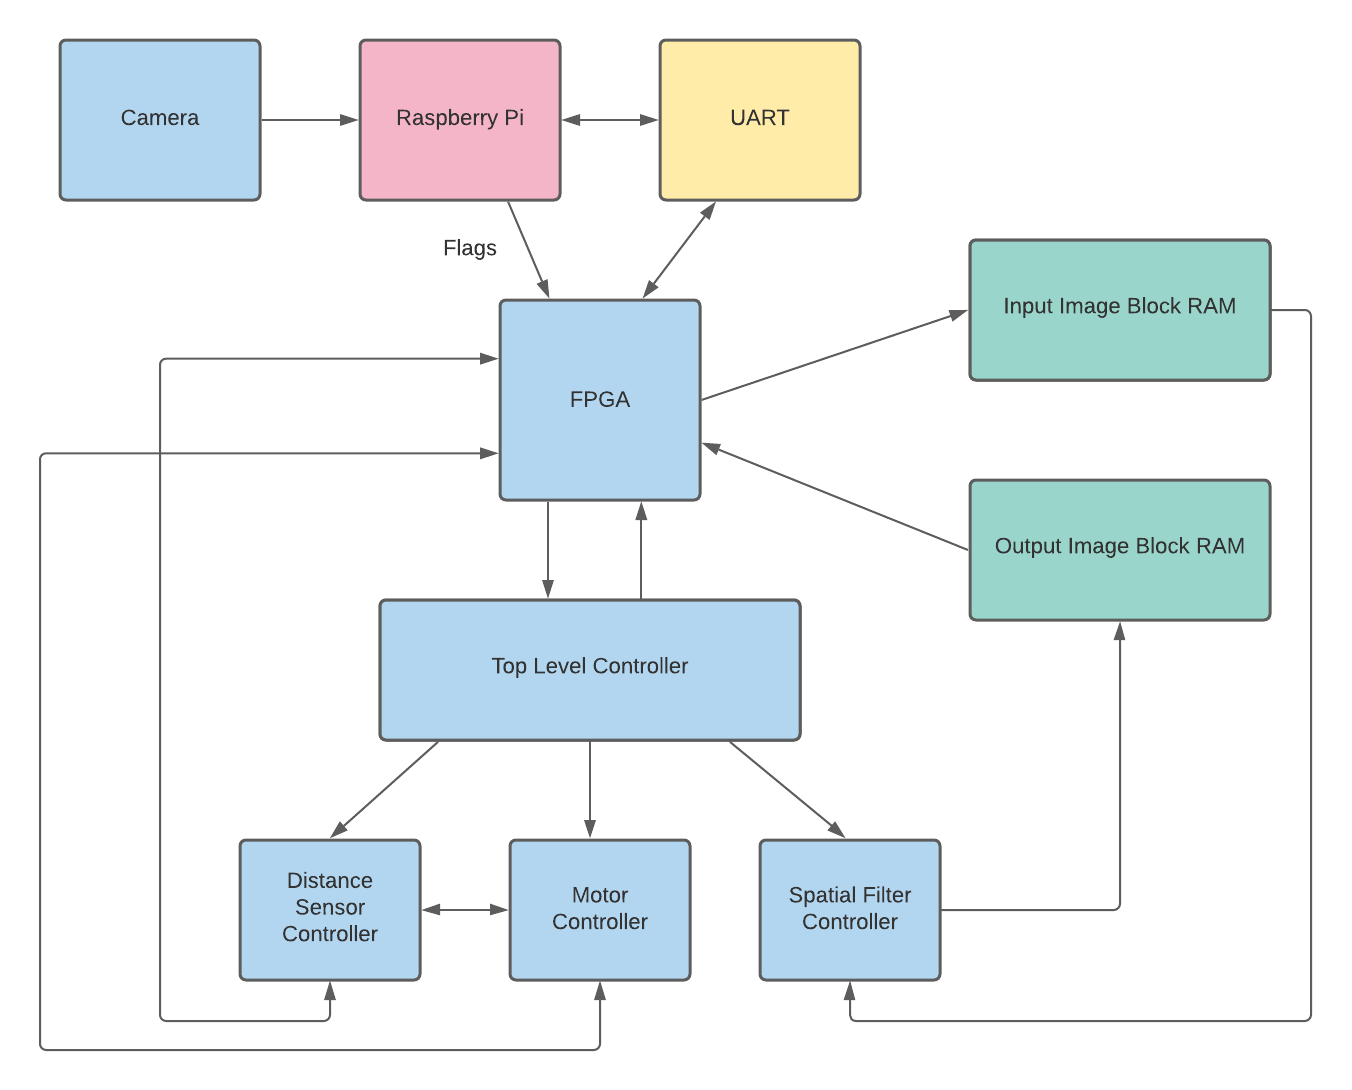 Camera
Raspberry Pi
UART
Flags
Input Image Block RAM
FPGA
Output Image Block RAM
Top Level Controller
Distance
Sensor
Controller
Motor
Controller
Spatial Filter
Controller